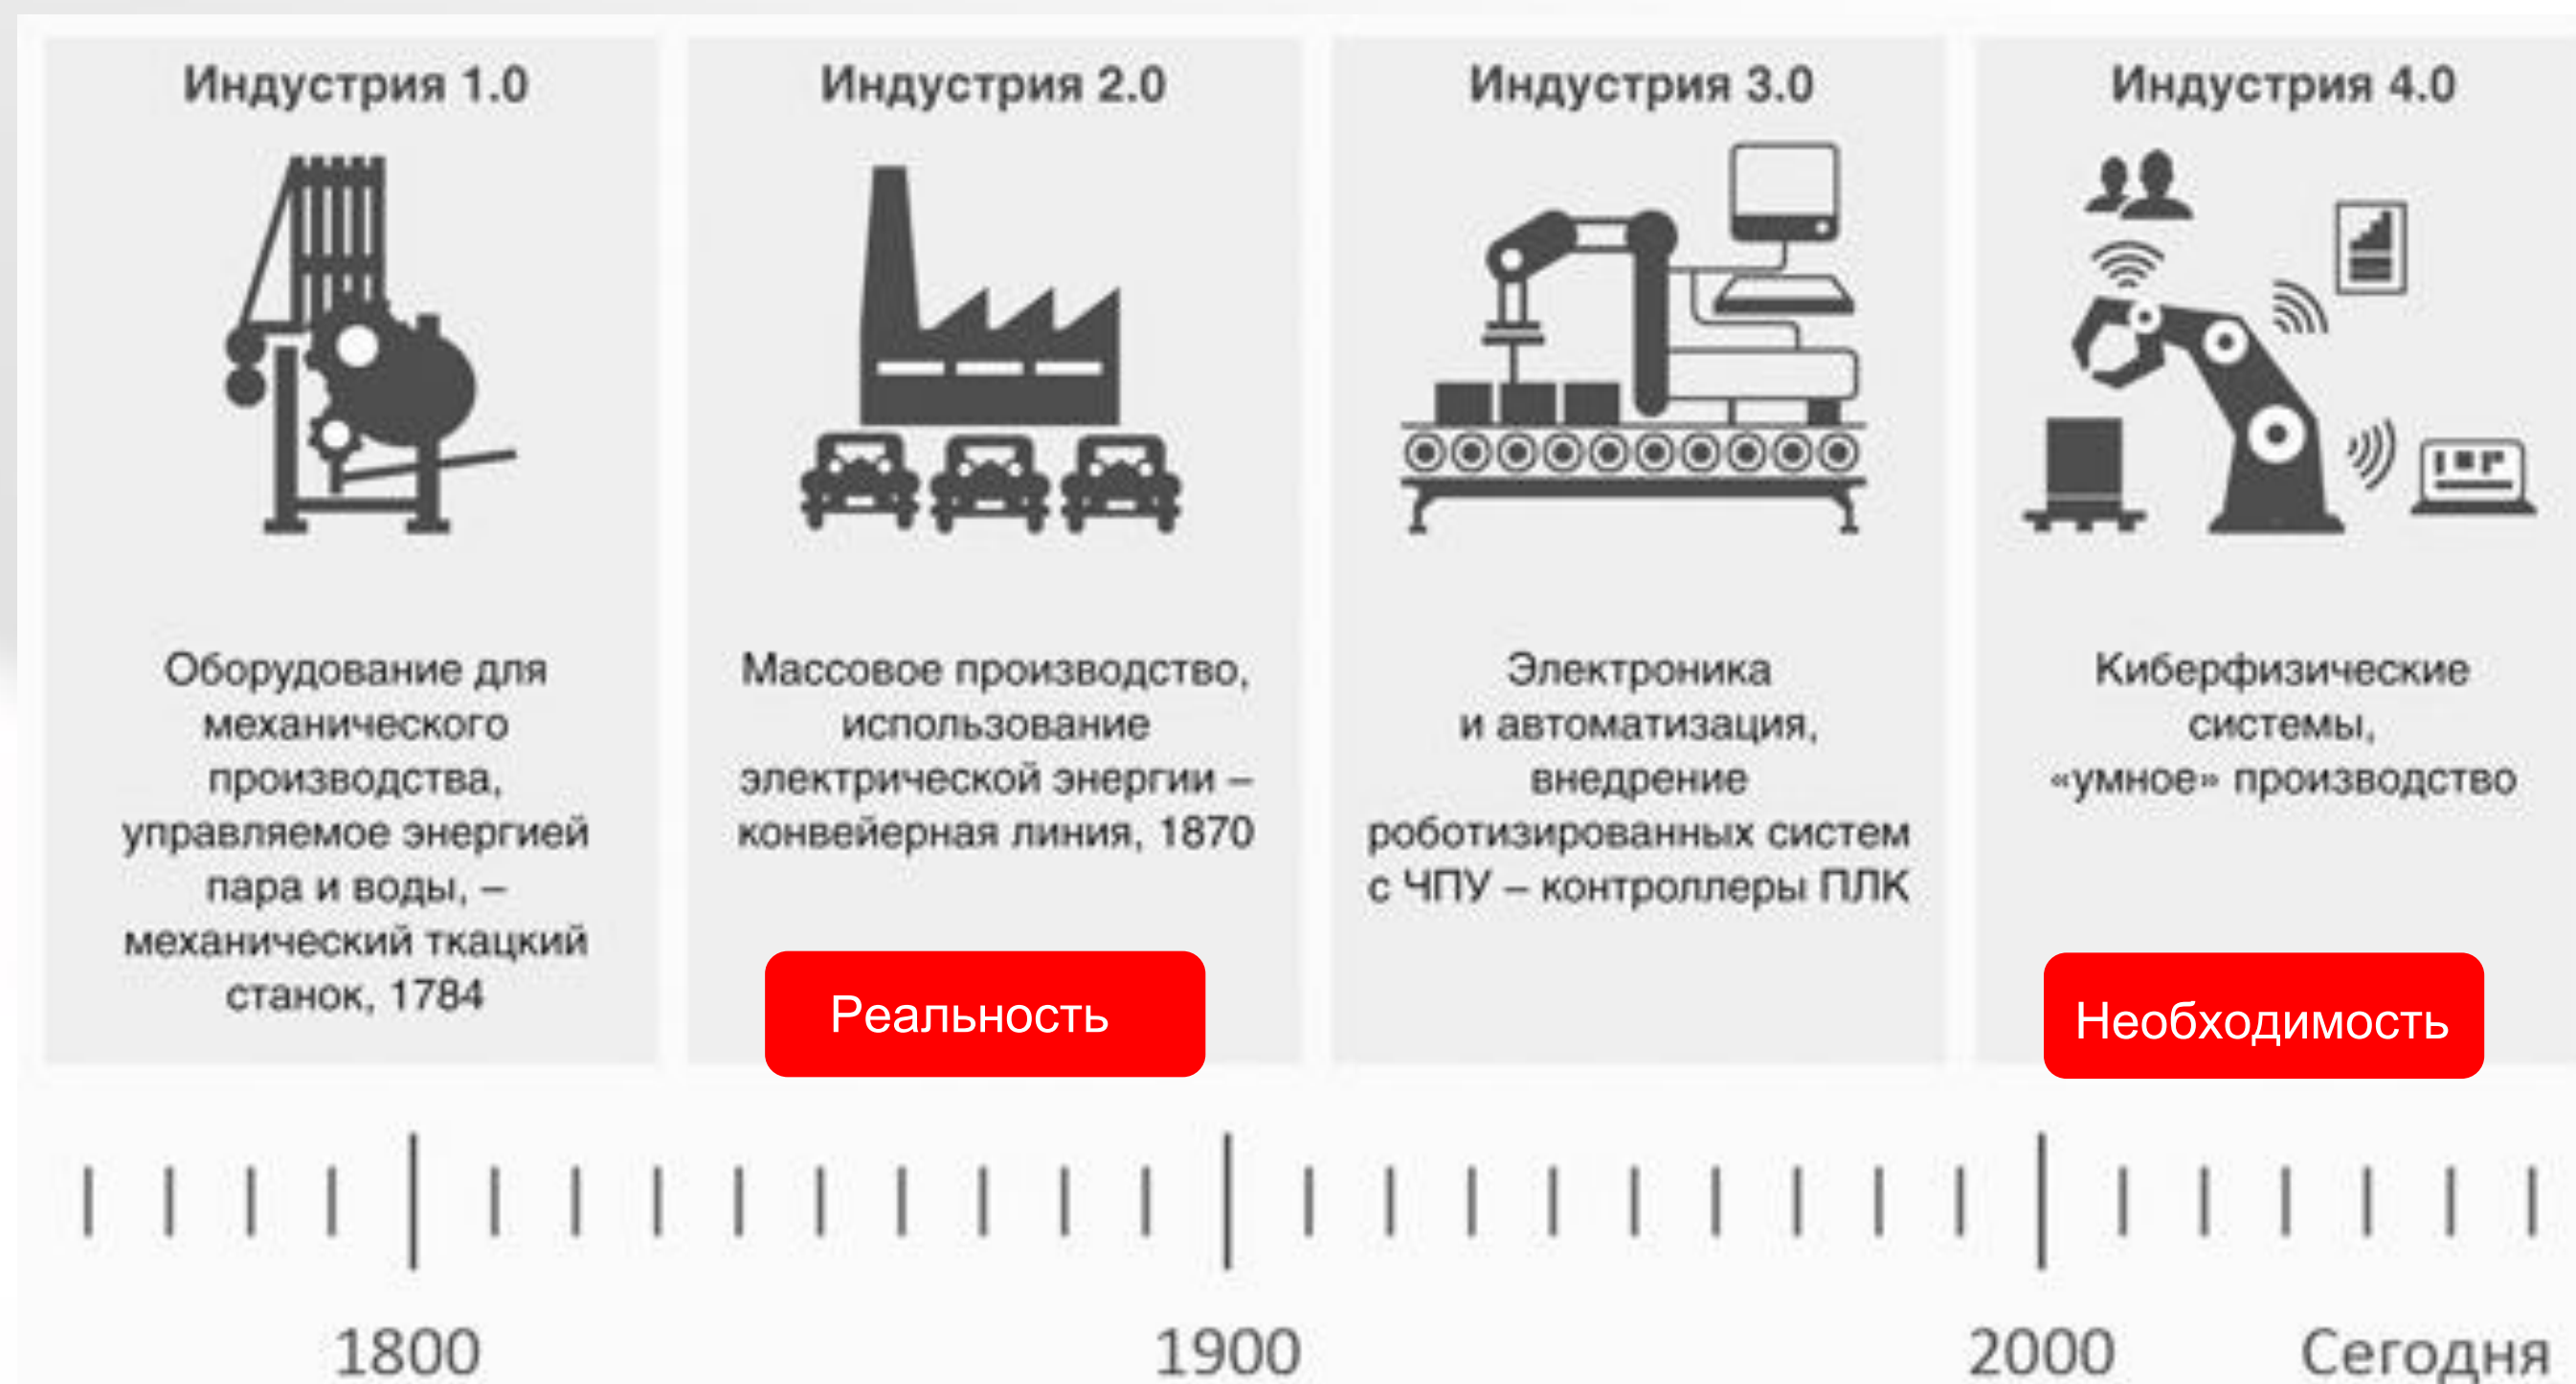 Индустрия 1.0
Оборудование для
механического
производства,
управляемое энергией
пара и воды, –
механический ткацкий
станок, 1784
Индустрия 2.0
Массовое производство,
использование
электрической энергии –
конвейерная линия, 1870
Реальность
Индустрия 3.0
Электроника
и автоматизация,
внедрение
роботизированных систем
с ЧПУ – контроллеры ПЛК
Индустрия 4.0
Киберфизические
системы,
«умное» производство
Необходимость
1800
1900
2000
Сегодня